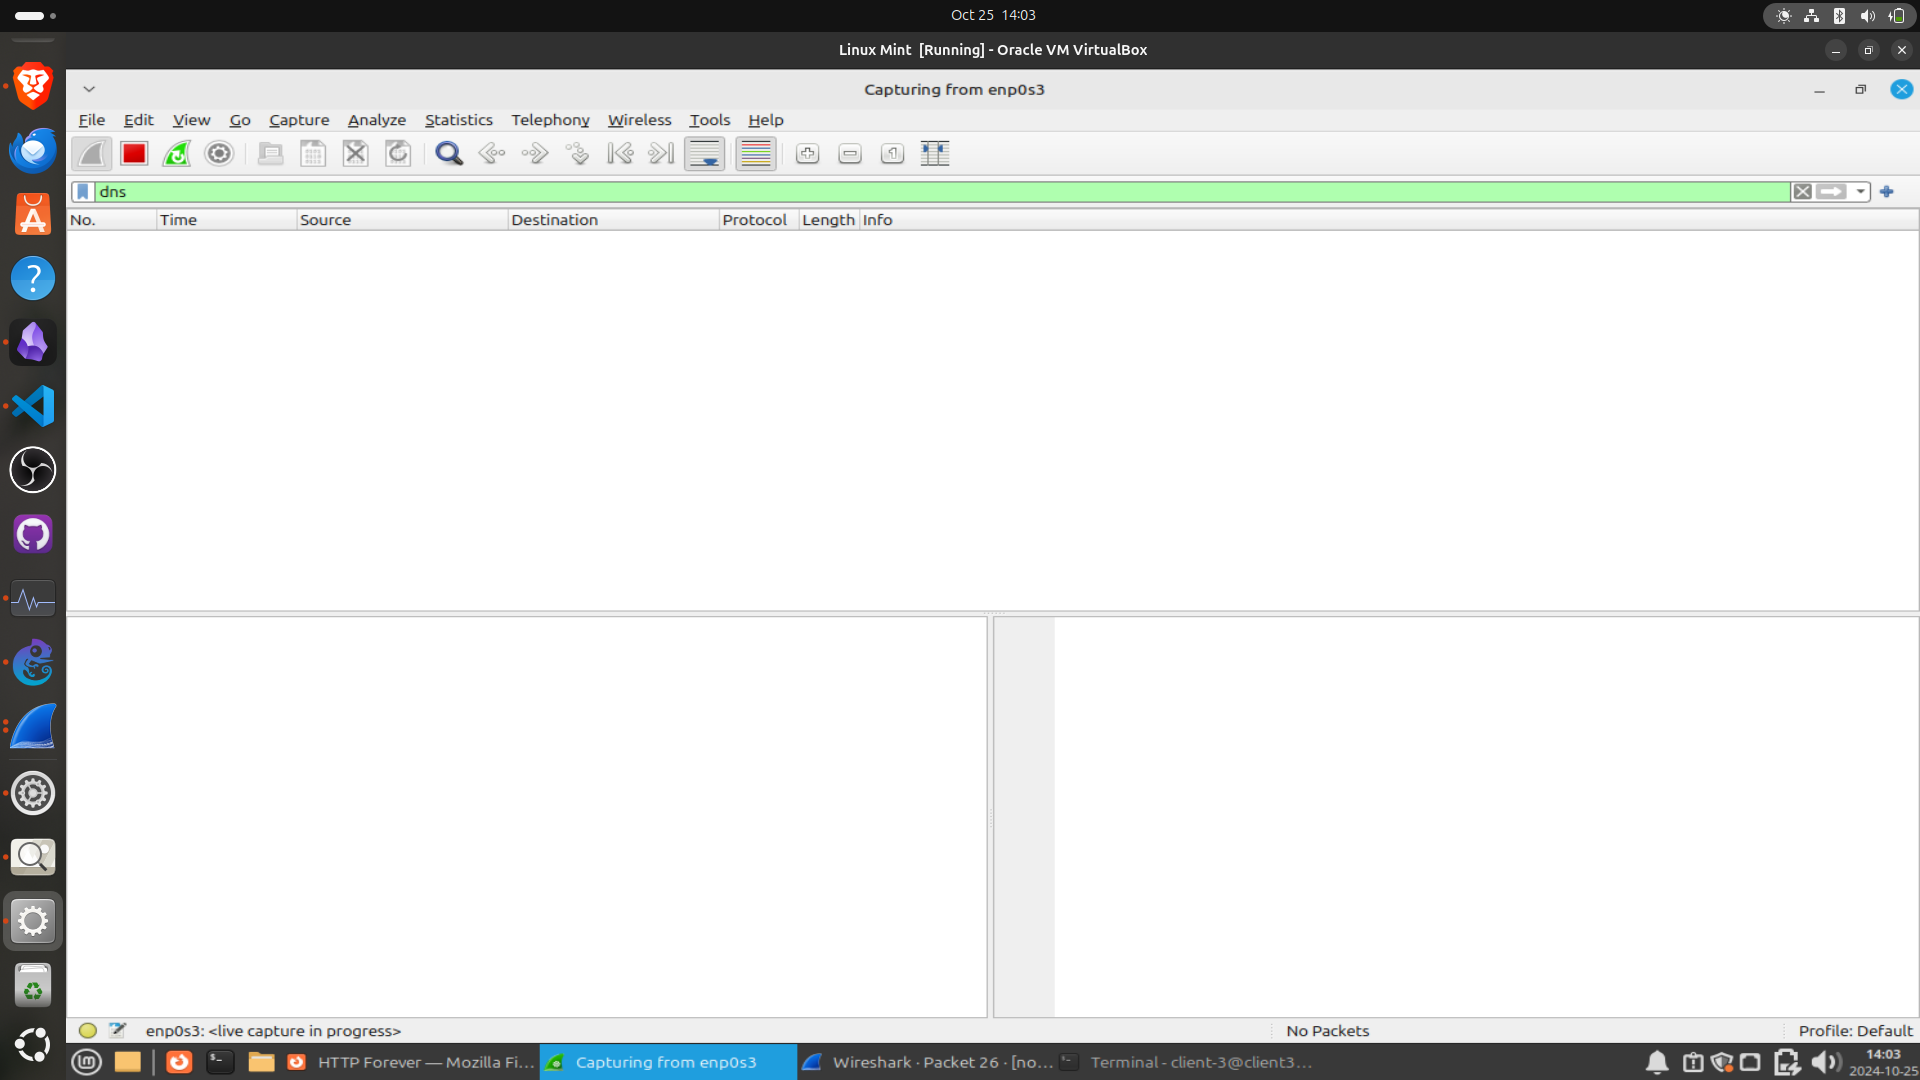 Oct 25 14:03
Linux Mint [Running] - Oracle VM VirtualBox
Capturing from enp0s3
File Edit View Go Capture Analyze Statistics Telephony Wireless Tools Help
dns
No. Time Source Destination Protocol Length Info
enp0s3: <live capture in progress>
No Packets
Profile: Default
HTTP Forever — Mozilla Fi...
Capturing from enp0s3
Wireshark · Packet 26 · [no...
Terminal - client-3@client3...
14:03
2024-10-25